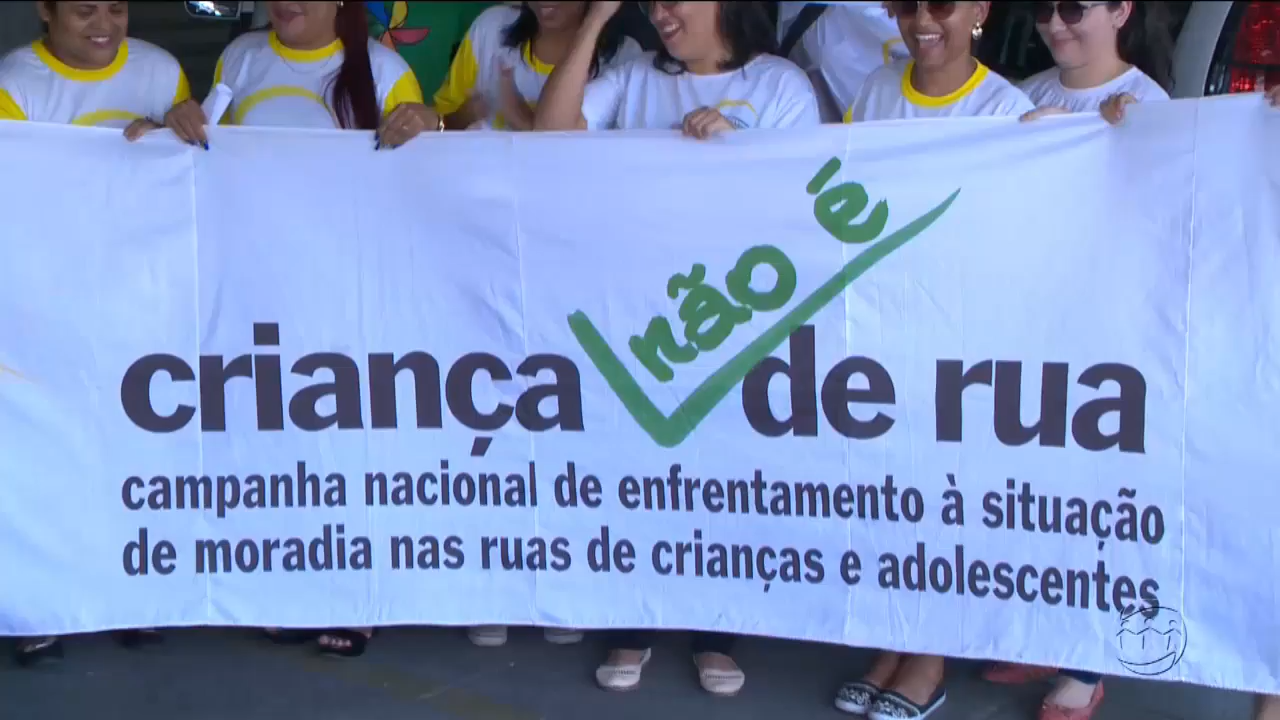 criança não é de rua
campanha nacional de enfrentamento à situação
de moradia nas ruas de crianças e adolescentes